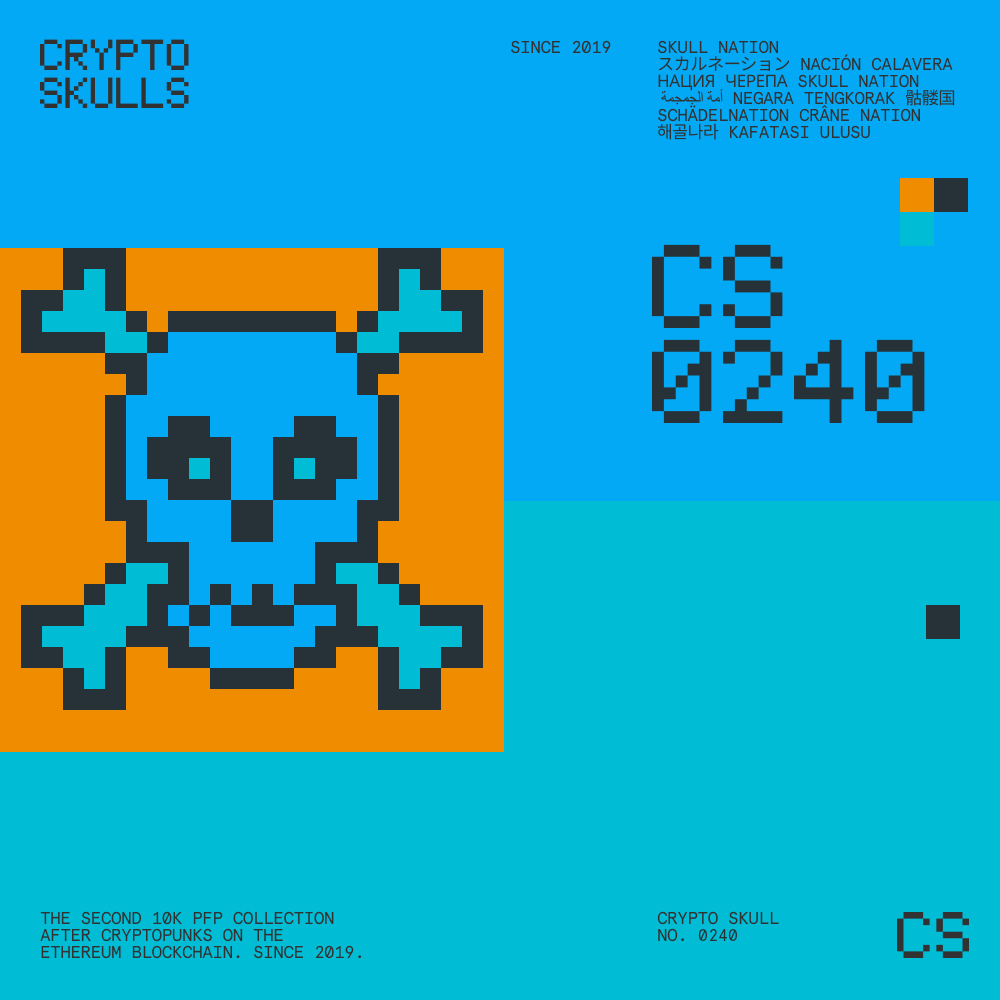 CRYPTO
SKULLS
SINCE 2019
SKULL NATION
スカルネーション NACIÓN CALAVERA
НАЦИЯ ЧЕРЕПА SKULL NATION
أمة الجمجمة NEGARA TENGKORAK 骷髅国
SCHÄDELNATION CRÂNE NATION
해골나라 KAFATASI ULUSU
CS
0240
THE SECOND 10K PFP COLLECTION
AFTER CRYPTOPUNKS ON THE
ETHEREUM BLOCKCHAIN. SINCE 2019.
CRYPTO SKULL
NO. 0240
CS